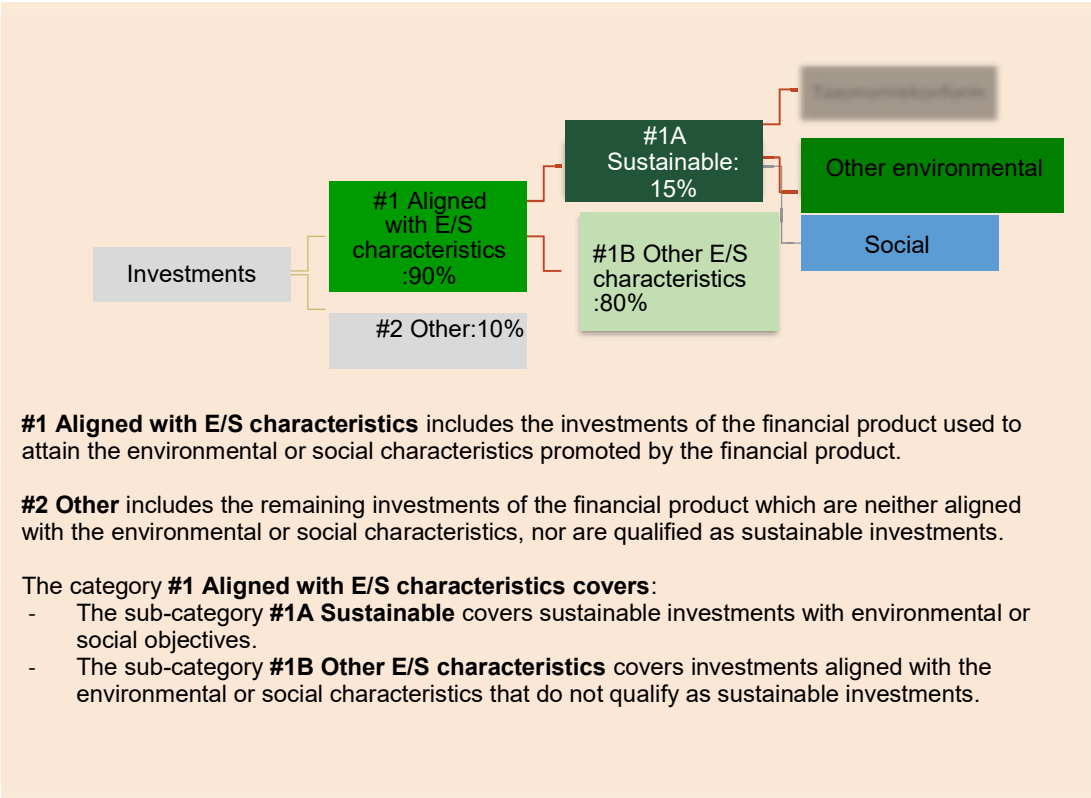 #1A
Sustainable:
15%
Other environmental
#1 Aligned
with E/S
characteristics
:90%
Social
#1B Other E/S
characteristics
:80%
Investments
#2 Other:10%
#1 Aligned with E/S characteristics includes the investments of the financial product used to
attain the environmental or social characteristics promoted by the financial product.
#2 Other includes the remaining investments of the financial product which are neither aligned
with the environmental or social characteristics, nor are qualified as sustainable investments.
The category #1 Aligned with E/S characteristics covers:
- The sub-category #1A Sustainable covers sustainable investments with environmental or
social objectives.
- The sub-category #1B Other E/S characteristics covers investments aligned with the
environmental or social characteristics that do not qualify as sustainable investments.